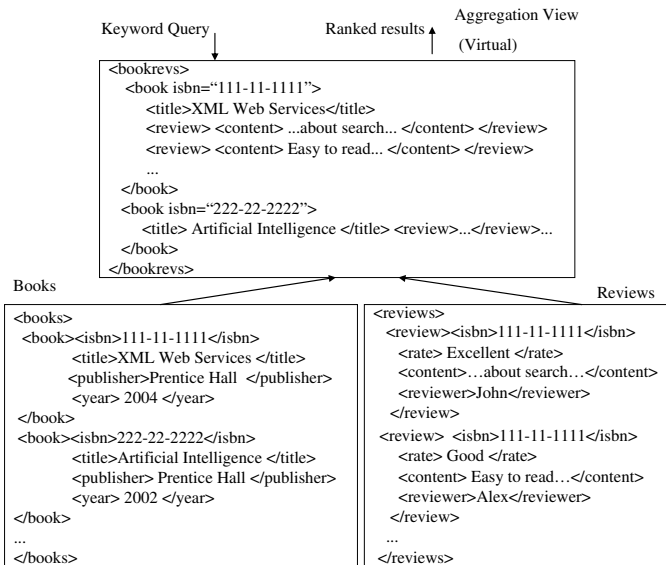 Keyword Query
Ranked results
Aggregation View
(Virtual)
<bookrevs>
<book isbn=“111-11-1111”>
<title>XML Web Services</title>
<review> <content> ...about search... </content> </review>
<review> <content> Easy to read... </content> </review>
...
</book>
<book isbn=“222-22-2222”>
<title> Artificial Intelligence </title> <review>...</review>...
</book>
</bookrevs>
Books
<books>
<book><isbn>111-11-1111</isbn>
<title>XML Web Services </title>
<publisher>Prentice Hall </publisher>
<year> 2004 </year>
</book>
<book><isbn>222-22-2222</isbn>
<title>Artificial Intelligence </title>
<publisher> Prentice Hall </publisher>
<year> 2002 </year>
</book>
...
</books>
Reviews
<reviews>
<review><isbn>111-11-1111</isbn>
<rate> Excellent </rate>
<content>…about search…</content>
<reviewer>John</reviewer>
</review>
<review> <isbn>111-11-1111</isbn>
<rate> Good </rate>
<content> Easy to read…</content>
<reviewer>Alex</reviewer>
</review>
...
</reviews>